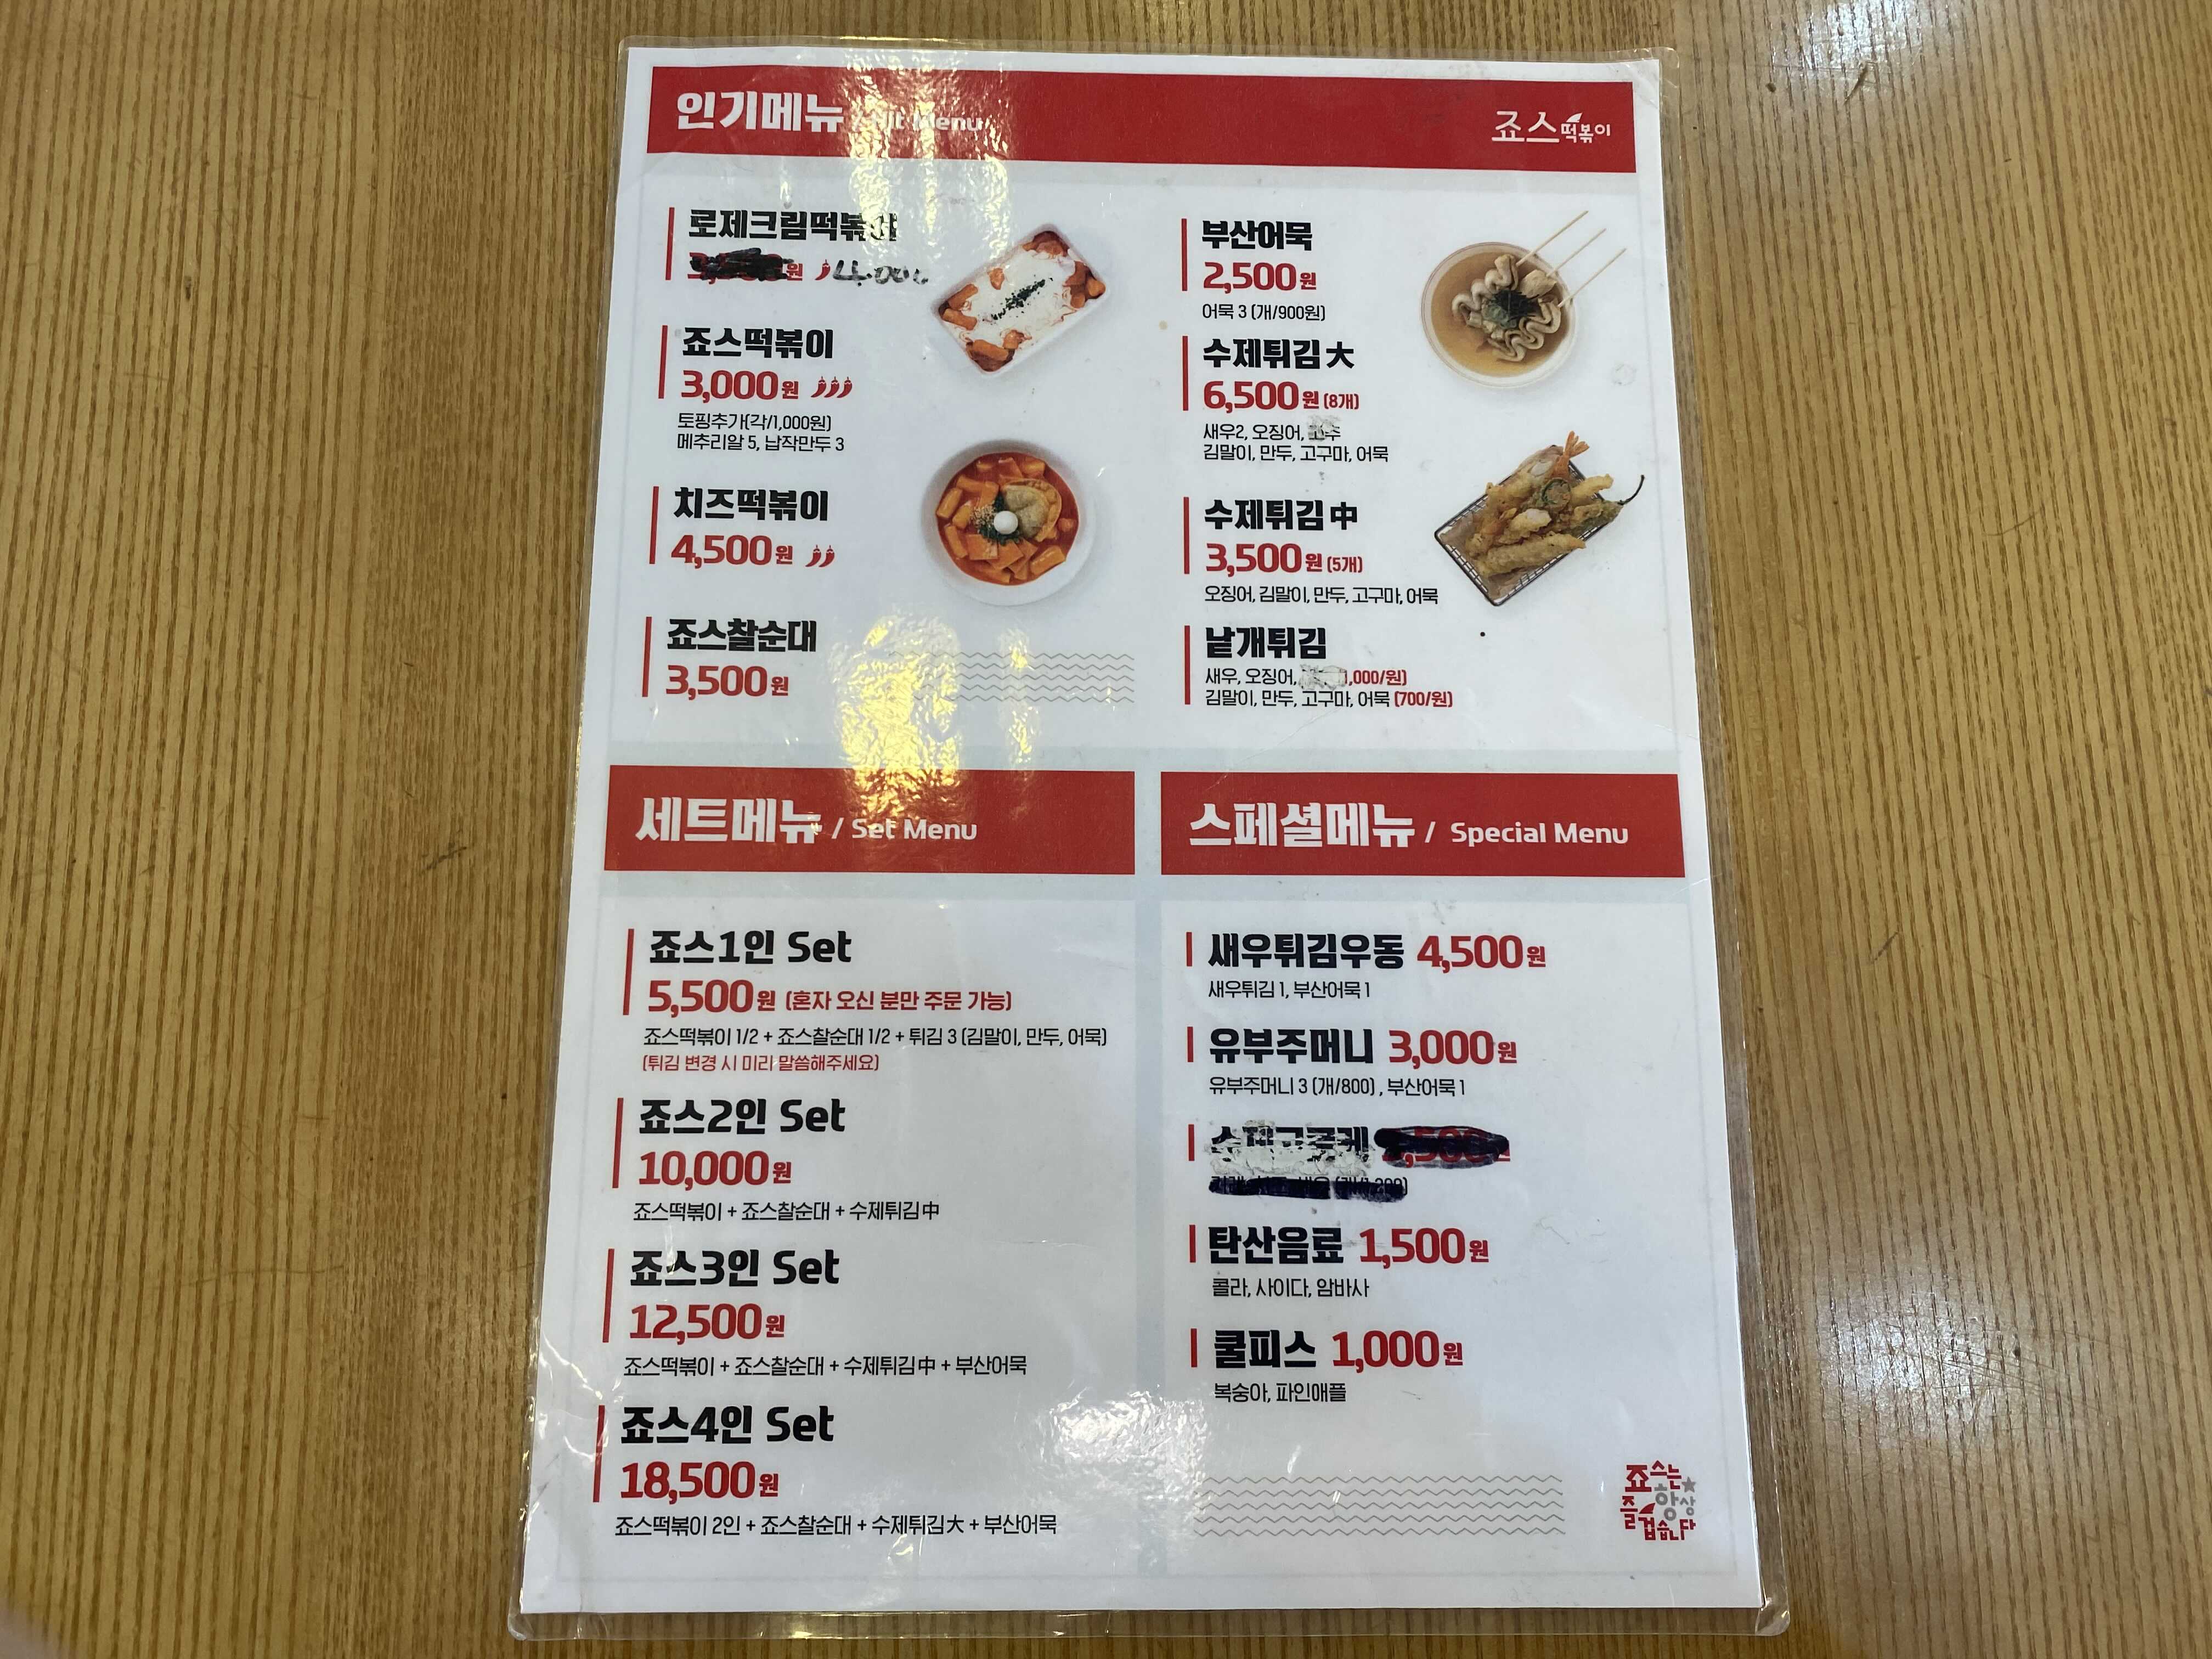 인기메뉴 / Hit Menu
죠스떡볶이
로제크림떡볶이
원 4.000
죠스떡볶이
3,000원
토핑추가(각/1,000원)
메추리알 5, 납작만두 3
치즈떡볶이
4,500원
죠스찰순대
3,500원
부산어묵
2,500원
어묵 3 (개/900원)
수제튀김大
6,500원 (8개)
새우2, 오징어,
김말이, 만두, 고구마, 어묵
수제튀김中
3,500원 (5개)
오징어, 김말이, 만두, 고구마, 어묵
낱개튀김
새우, 오징어, ,000/원)
김말이, 만두, 고구마, 어묵 (700/원)
세트메뉴 / Set Menu
죠스1인 Set
5,500원 (혼자 오신 분만 주문 가능)
죠스떡볶이 1/2 + 죠스찰순대 1/2 + 튀김 3 (김말이, 만두, 어묵)
(튀김 변경 시 미리 말씀해주세요)
죠스2인 Set
10,000원
죠스떡볶이 + 죠스찰순대 + 수제튀김中
죠스3인 Set
12,500원
죠스떡볶이 + 죠스찰순대 + 수제튀김中 + 부산어묵
죠스4인 Set
18,500원
죠스떡볶이 2인 + 죠스찰순대 + 수제튀김大 + 부산어묵
스페셜메뉴 / Special Menu
새우튀김우동 4,500원
새우튀김 1, 부산어묵 1
유부주머니 3,000원
유부주머니 3 (개/800) , 부산어묵 1
탄산음료 1,500원
콜라, 사이다, 암바사
쿨피스 1,000원
복숭아, 파인애플
죠스는
항상
즐겁습니다